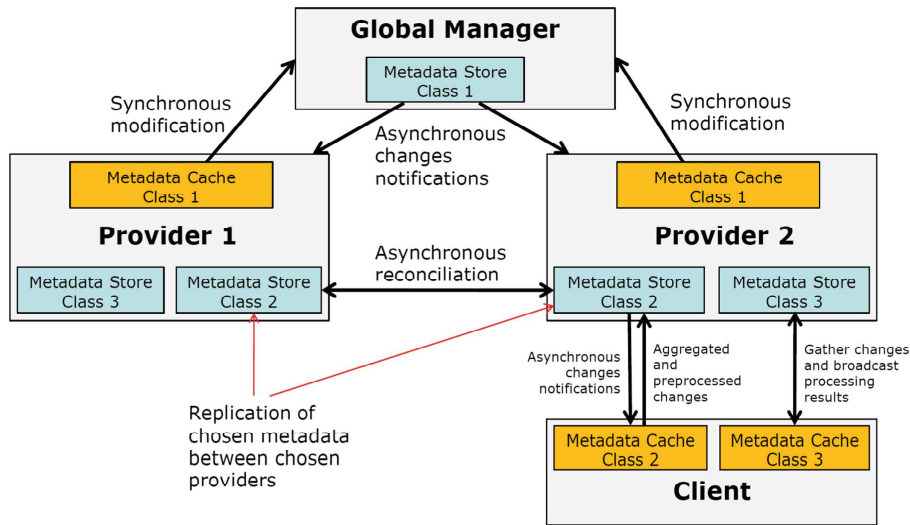 Global Manager
Metadata Store
Class 1
Synchronous
modification
Asynchronous
changes
notifications
Synchronous
modification
Metadata Cache
Class 1
Provider 1
Metadata Store
Class 3
Metadata Store
Class 2
Asynchronous
reconciliation
Metadata Cache
Class 1
Provider 2
Metadata Store
Class 2
Metadata Store
Class 3
Asynchronous
changes
notifications
Aggregated
and
preprocessed
changes
Gather changes
and broadcast
processing
results
Replication of
chosen metadata
between chosen
providers
Metadata Cache
Class 2
Metadata Cache
Class 3
Client